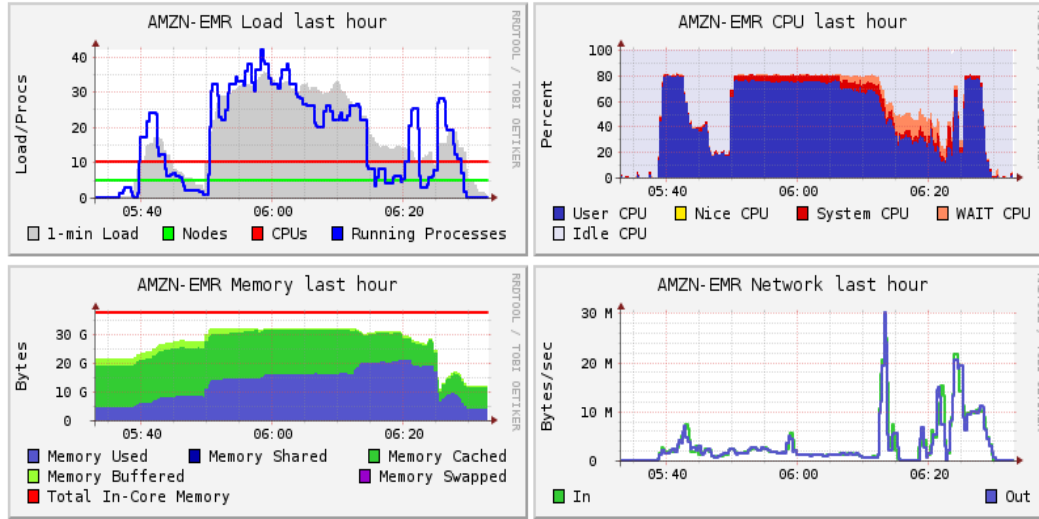 AMZN-EMR Load last hour
RRDTOOL / TOBI OETIKER
Load/Procs
40
30
20
10
0
05:40 06:00 06:20
1-min Load Nodes CPUs Running Processes
AMZN-EMR CPU last hour
Percent
100
80
60
40
20
0
05:40 06:00 06:20
User CPU Nice CPU System CPU WAIT CPU
Idle CPU
AMZN-EMR Memory last hour
RRDTOOL / TOBI OETIKER
Bytes
30 G
20 G
10 G
0
05:40 06:00 06:20
Memory Used Memory Shared Memory Cached
Memory Buffered Memory Swapped
Total In-Core Memory
AMZN-EMR Network last hour
Bytes/sec
30 M
20 M
10 M
0
05:40 06:00 06:20
In Out